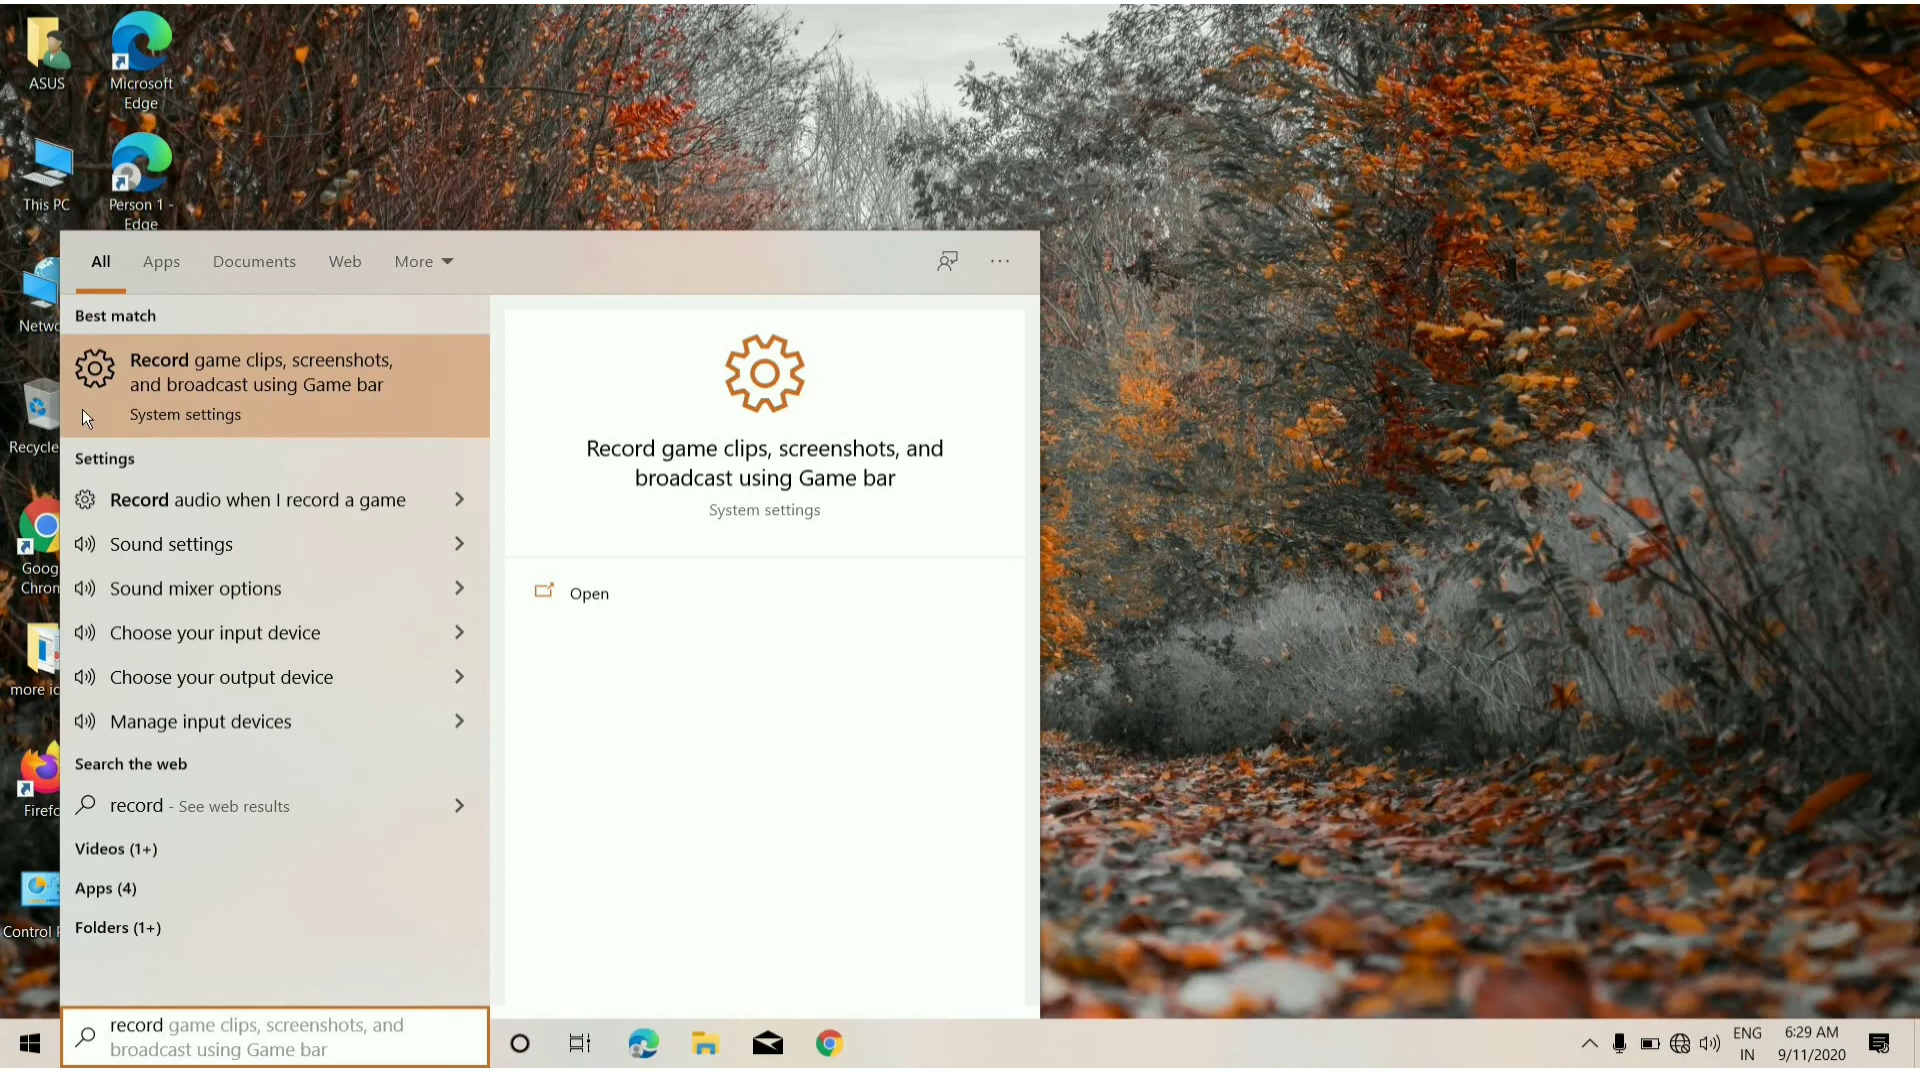 ASUS
Microsoft
Edge
This PC
Person 1 -
Edge
Netwo
Recycle
Goog
Chron
more ic
Firefo
Control P
All
Apps
Documents
Web
More
Best match
Record game clips, screenshots,
and broadcast using Game bar
System settings
Settings
Record audio when I record a game
Sound settings
Sound mixer options
Choose your input device
Choose your output device
Manage input devices
Search the web
record - See web results
Videos (1+)
Apps (4)
Folders (1+)
Record game clips, screenshots, and
broadcast using Game bar
System settings
Open
record game clips, screenshots, and
broadcast using Game bar
ENG
IN
6:29 AM
9/11/2020